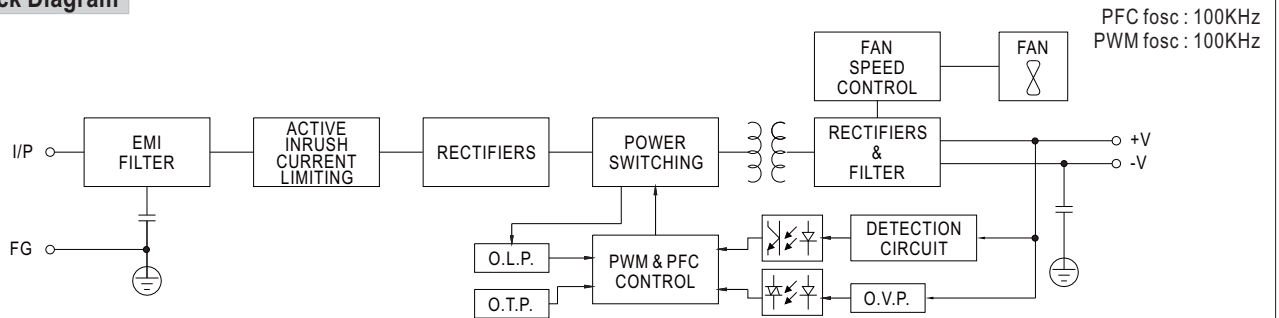 ck Diagram
PFC fosc : 100KHz
PWM fosc : 100KHz
FAN
SPEED
CONTROL
FAN
I/P
EMI
FILTER
ACTIVE
INRUSH
CURRENT
LIMITING
RECTIFIERS
POWER
SWITCHING
RECTIFIERS
&
FILTER
+V
-V
FG
O.L.P.
O.T.P.
PWM & PFC
CONTROL
DETECTION
CIRCUIT
O.V.P.